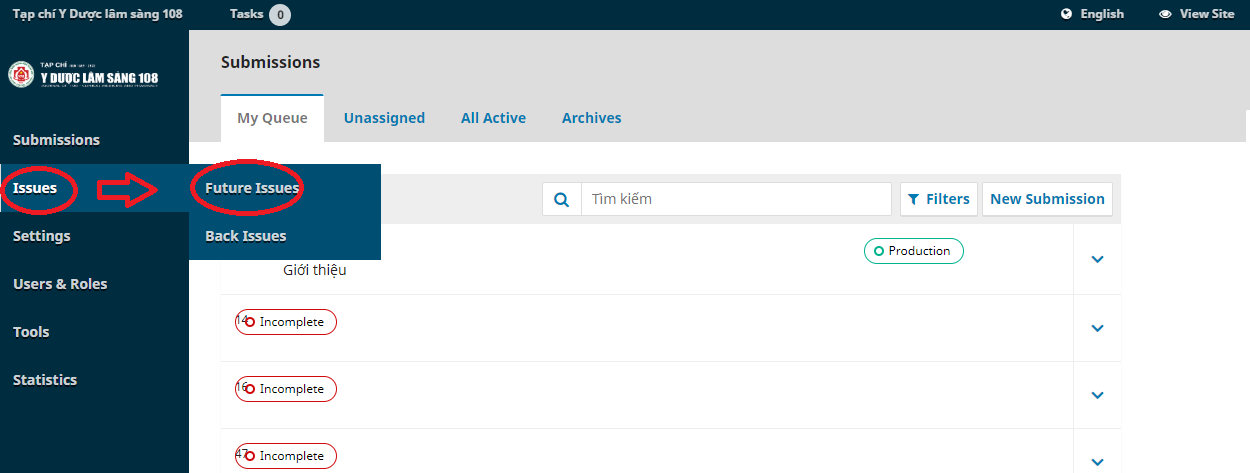 Tạp chí Y Dược lâm sàng 108 Tasks 0 English View Site
TẠP CHÍ
Y DƯỢC LÂM SÀNG 108
Submissions
My Queue Unassigned All Active Archives
Submissions
Issues
Future Issues
Back Issues
Settings
Users & Roles
Tools
Statistics
Tìm kiếm Filters New Submission
Production
Giới thiệu
14 Incomplete
16 Incomplete
47 Incomplete